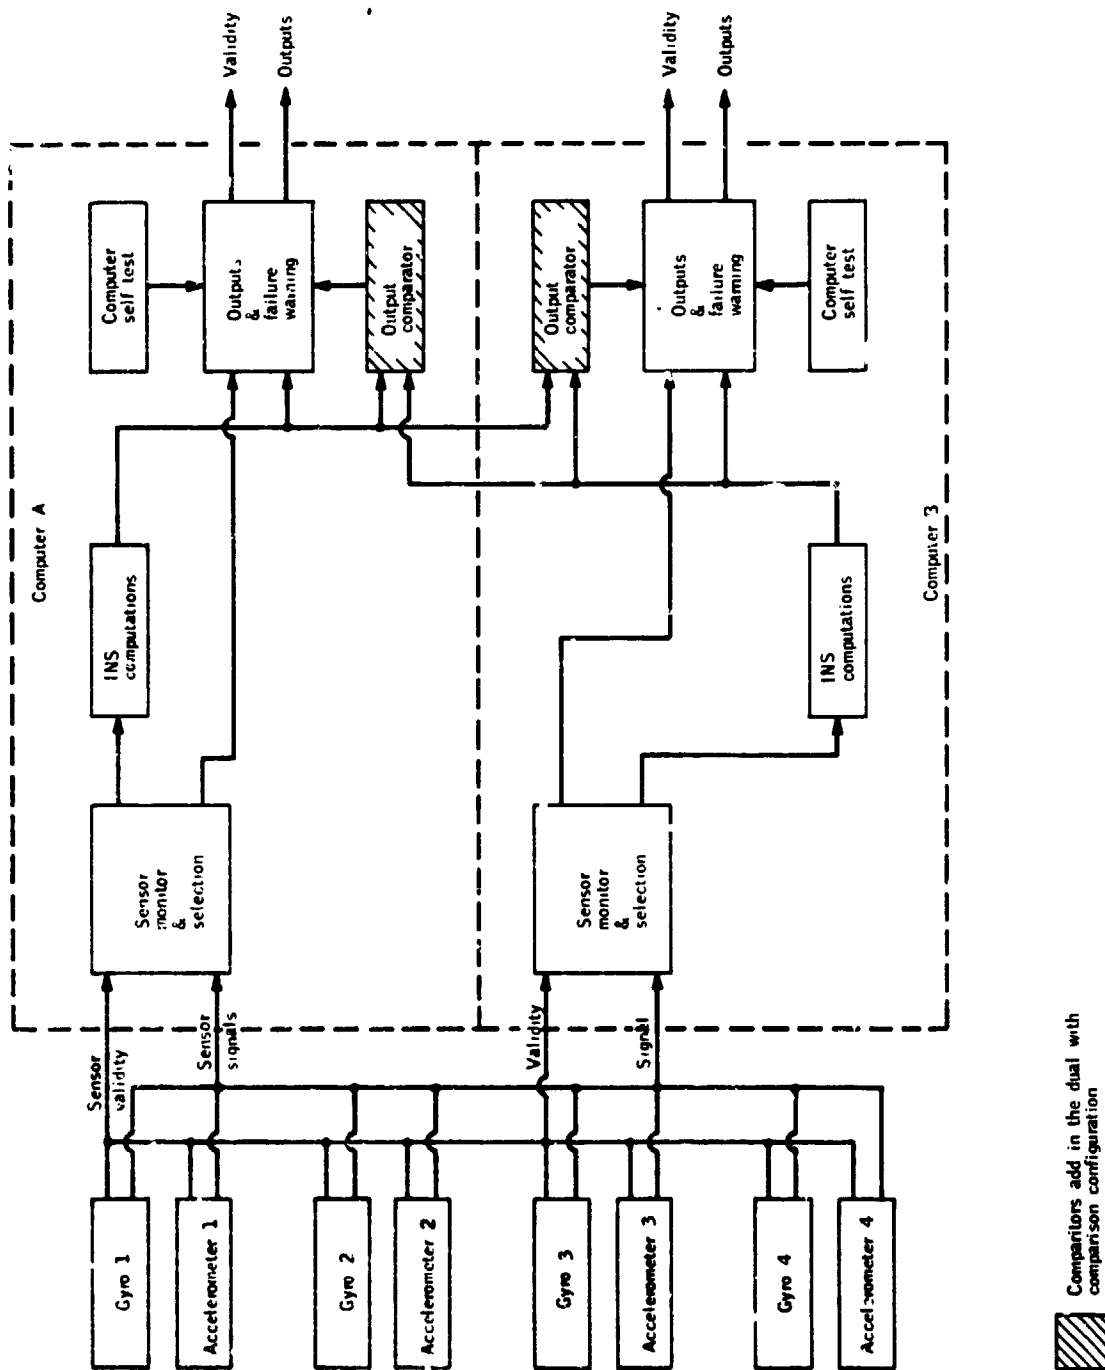 Gyro 1
Accelerometer 1
Gyro 2
Accelerometer 2
Gyro 3
Accelerometer 3
Gyro 4
Accelerometer 4
Sensor
validity
Sensor
signals
Validity
Signal
Computer A
Sensor
monitor
&
selection
INS
computations
Computer
self test
Outputs
&
failure
warning
Output
comparator
Validity
Outputs
Computer 3
Sensor
monitor
&
selection
INS
computations
Output
comparator
Outputs
&
failure
warning
Computer
self test
Validity
Outputs
Comparitors add in the dual with
comparison configuration